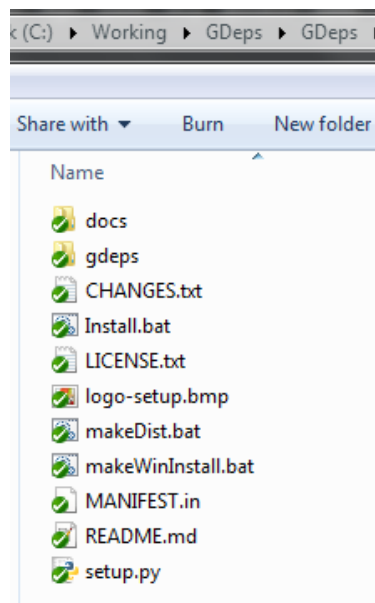 (C:) ▸ Working ▸ GDeps ▸ GDeps
Share with ▾ Burn New folder
Name
docs
gdeps
CHANGES.txt
Install.bat
LICENSE.txt
logo-setup.bmp
makeDist.bat
makeWinInstall.bat
MANIFEST.in
README.md
setup.py